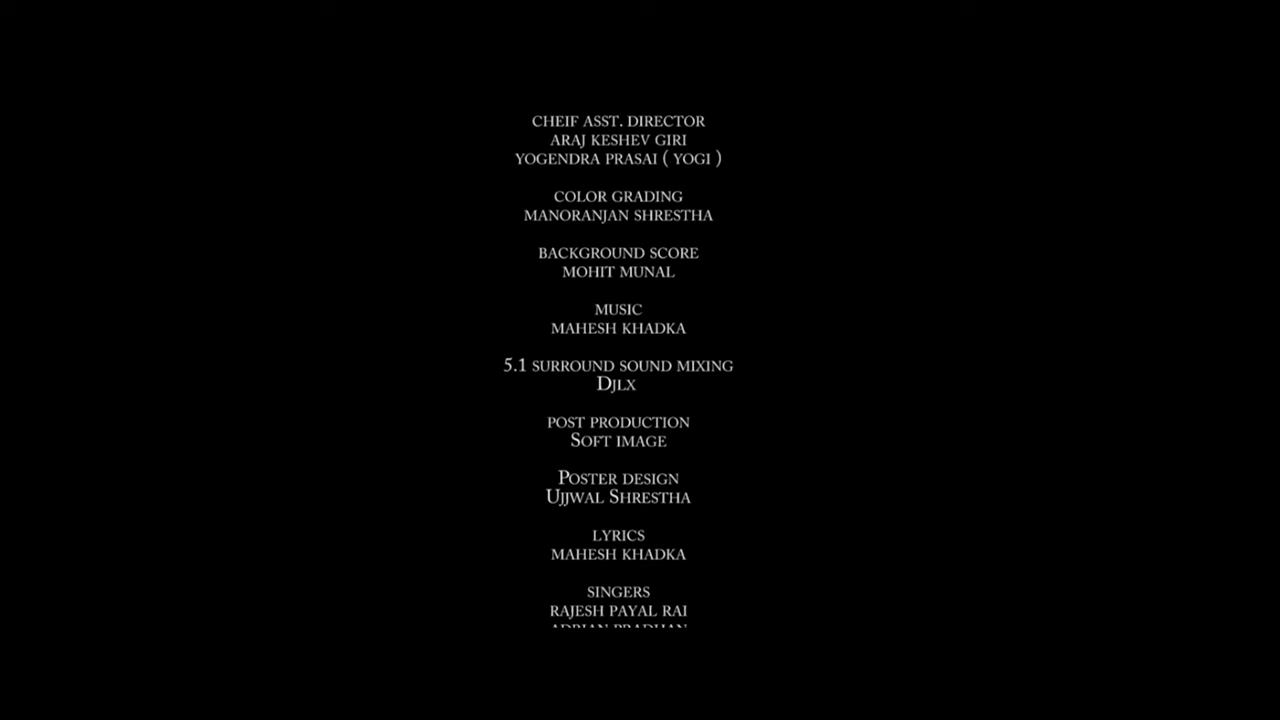 CHEIF ASST. DIRECTOR
ARAJ KESHEV GIRI
YOGENDRA PRASAI ( YOGI )
COLOR GRADING
MANORANJAN SHRESTHA
BACKGROUND SCORE
MOHIT MUNAL
MUSIC
MAHESH KHADKA
5.1 SURROUND SOUND MIXING
DJLX
POST PRODUCTION
SOFT IMAGE
POSTER DESIGN
UJJWAL SHRESTHA
LYRICS
MAHESH KHADKA
SINGERS
RAJESH PAYAL RAI
ADRIAN PRADHAN